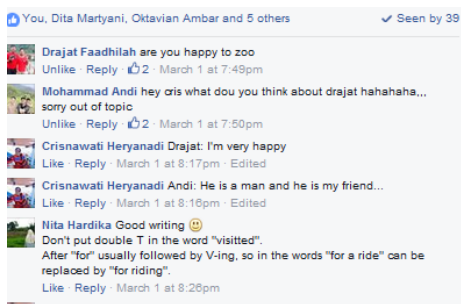 You, Dita Martyani, Oktavian Ambar and 5 others ✓ Seen by 39
Drajat Faadhilah are you happy to zoo
Unlike · Reply · 2 · March 1 at 7:49pm
Mohammad Andi hey cris what dou you think about drajat hahahaha,,,
sorry out of topic
Unlike · Reply · 2 · March 1 at 7:50pm
Crisnawati Heryanadi Drajat: I'm very happy
Like · Reply · March 1 at 8:17pm · Edited
Crisnawati Heryanadi Andi: He is a man and he is my friend...
Like · Reply · March 1 at 8:16pm · Edited
Nita Hardika Good writing 🙂
Don't put double T in the word "visitted".
After "for" usually followed by V-ing, so in the words "for a ride" can be
replaced by "for riding".
Like · Reply · March 1 at 8:26pm